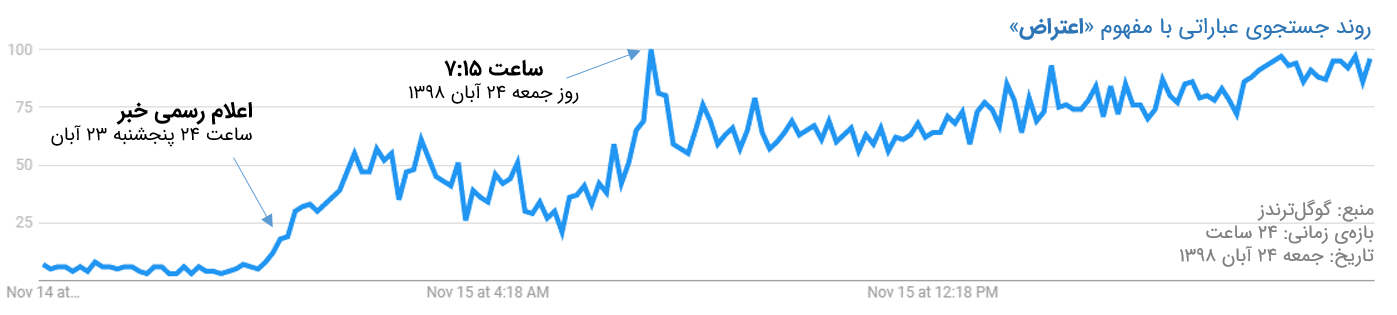 روند جستجوی عباراتی با مفهوم «اعتراض»
100
ساعت ۷:۱۵
روز جمعه ۲۴ آبان ۱۳۹۸
75
اعلام رسمی خبر
ساعت ۲۴ پنجشنبه ۲۳ آبان
50
25
منبع: گوگل‌ترندز
بازه‌ی زمانی: ۲۴ ساعت
تاریخ: جمعه ۲۴ آبان ۱۳۹۸
Nov 14 at…
Nov 15 at 4:18 AM
Nov 15 at 12:18 PM